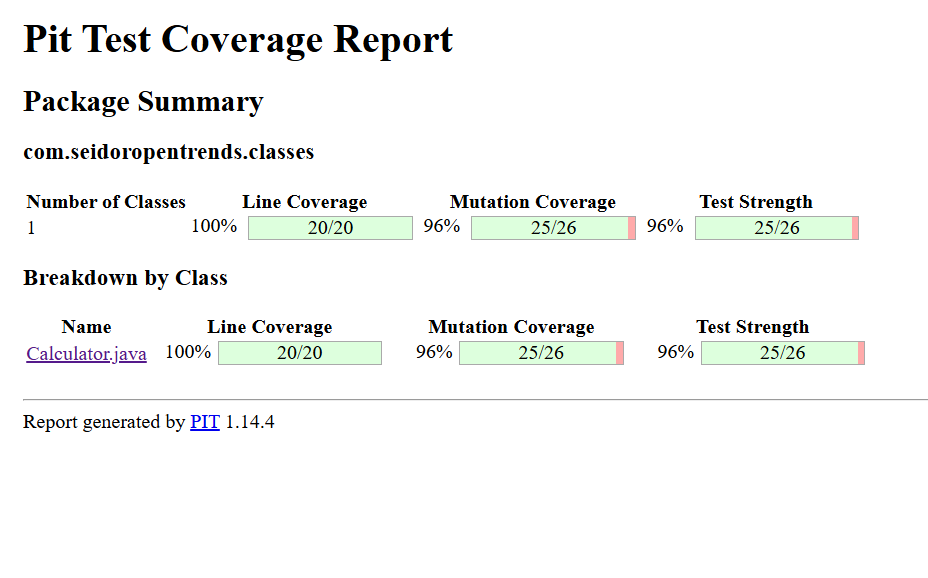 Pit Test Coverage Report
Package Summary
com.seidoropentrends.classes
Number of Classes Line Coverage Mutation Coverage Test Strength
1 100% 20/20 96% 25/26 96% 25/26
Breakdown by Class
Name Line Coverage Mutation Coverage Test Strength
Calculator.java 100% 20/20 96% 25/26 96% 25/26
Report generated by PIT 1.14.4